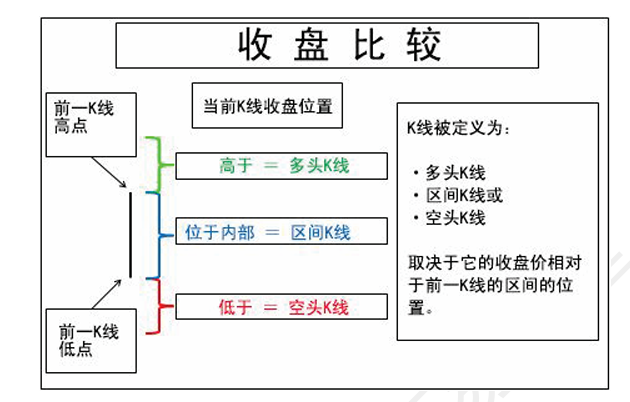 收盘比较
前一K线
高点
当前K线收盘位置
高于 = 多头K线
位于内部 = 区间K线
低于 = 空头K线
前一K线
低点
K线被定义为：
·多头K线
·区间K线或
·空头K线
取决于它的收盘价相对
于前一K线的区间的位
置。